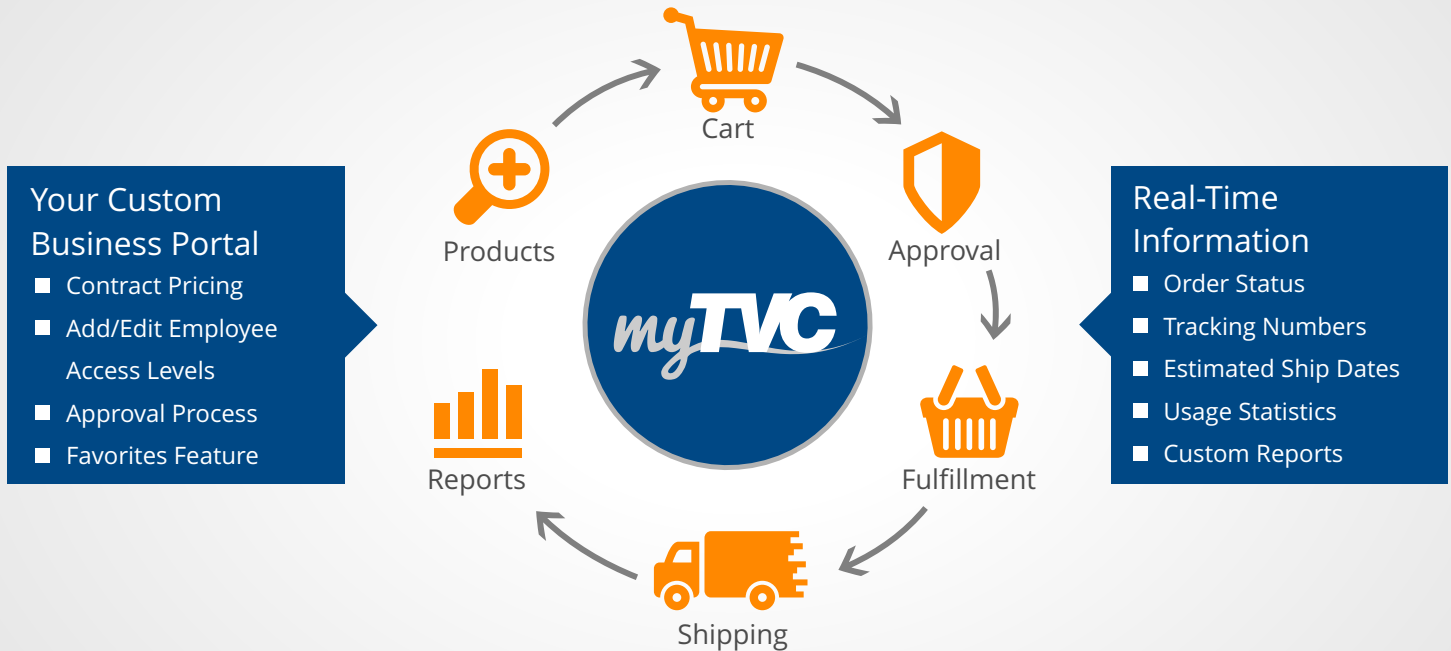 Your Custom
Business Portal
Contract Pricing
Add/Edit Employee
Access Levels
Approval Process
Favorites Feature
Cart
Products
Approval
myTVC
Reports
Fulfillment
Shipping
Real-Time
Information
Order Status
Tracking Numbers
Estimated Ship Dates
Usage Statistics
Custom Reports